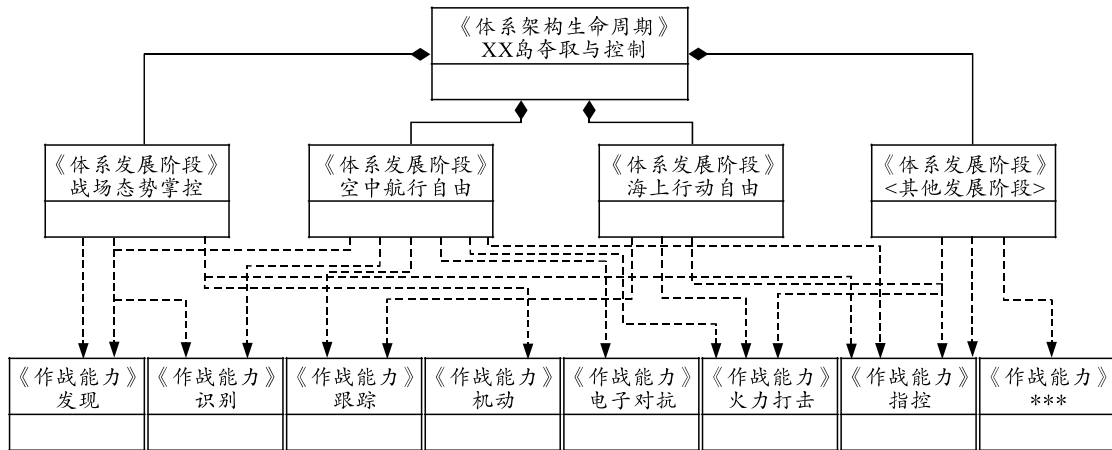 《体系架构生命周期》
XX岛夺取与控制
《体系发展阶段》
战场态势掌控
《体系发展阶段》
空中航行自由
《体系发展阶段》
海上行动自由
《体系发展阶段》
<其他发展阶段>
《作战能力》
发现
《作战能力》
识别
《作战能力》
跟踪
《作战能力》
机动
《作战能力》
电子对抗
《作战能力》
火力打击
《作战能力》
指控
《作战能力》
***